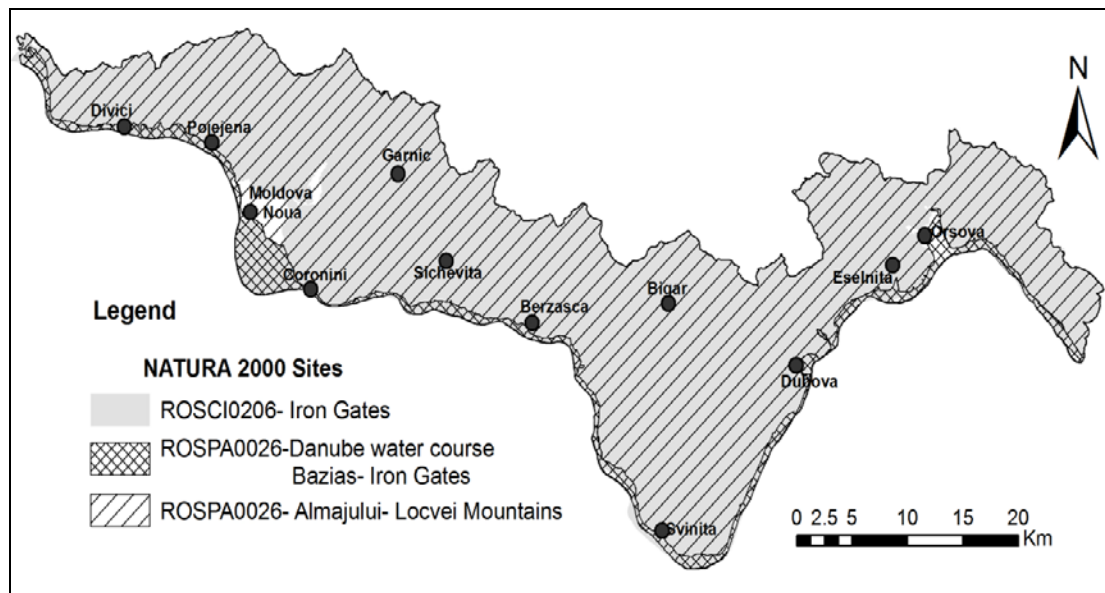 N
Divici
Pojejena
Garnic
Moldova
Noua
Orsova
Sichevita
Eselnita
Coronini
Bigar
Berzasca
Dubova
Svinita
Legend
NATURA 2000 Sites
ROSCI0206- Iron Gates
ROSPA0026-Danube water course
Bazias- Iron Gates
ROSPA0026- Almajului- Locvei Mountains
0 2.5 5 10 15 20
Km